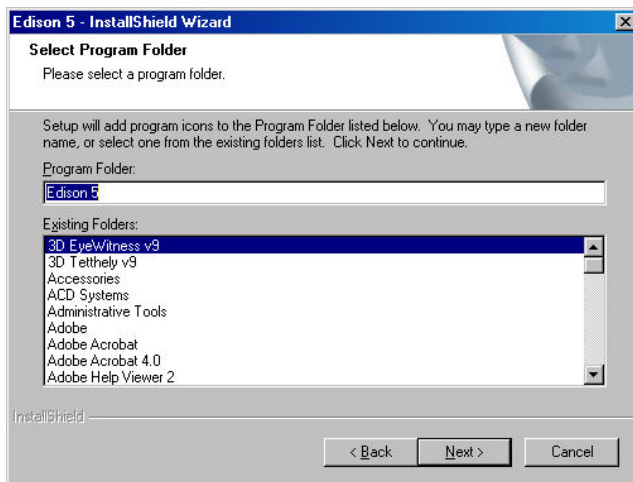 Edison 5 - InstallShield Wizard
Select Program Folder
Please select a program folder.
Setup will add program icons to the Program Folder listed below. You may type a new folder
name, or select one from the existing folders list. Click Next to continue.
Program Folder:
Edison 5
Existing Folders:
3D EyeWitness v9
3D Tetthely v9
Accessories
ACD Systems
Administrative Tools
Adobe
Adobe Acrobat
Adobe Acrobat 4.0
Adobe Help Viewer 2
InstallShield
< Back
Next >
Cancel